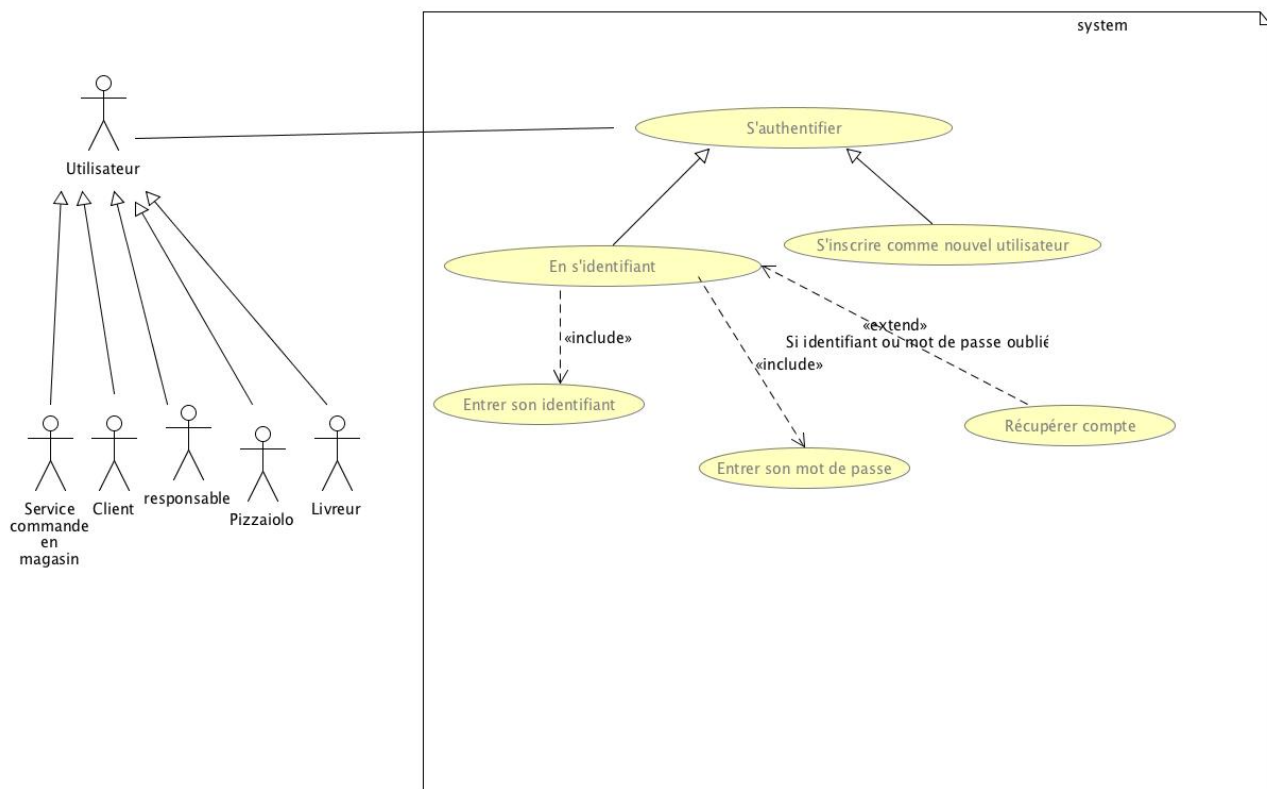 system
Utilisateur
S'authentifier
S'inscrire comme nouvel utilisateur
En s'identifiant
«include»
«include»
«extend»
Si identifiant ou mot de passe oublié
Entrer son identifiant
Entrer son mot de passe
Récupérer compte
Service
commande
en
magasin
Client
responsable
Pizzaiolo
Livreur